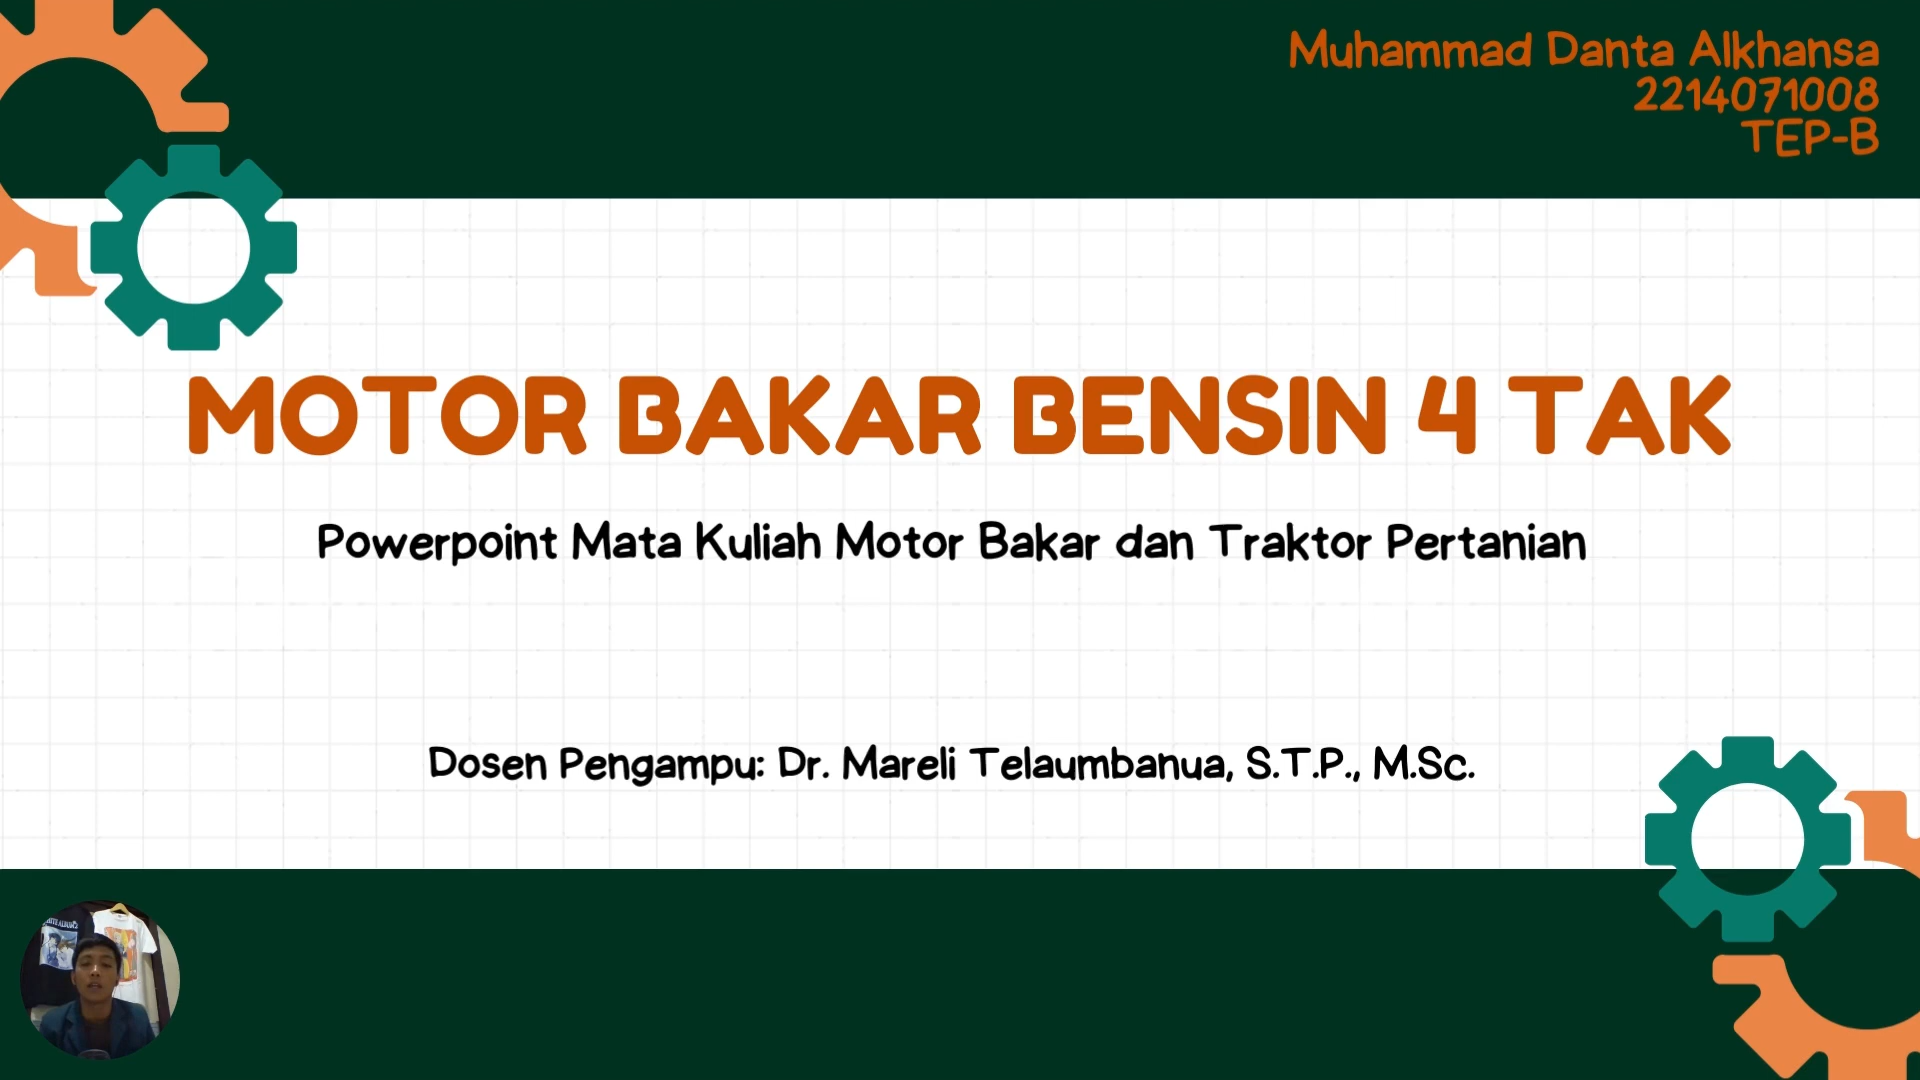 Muhammad Danta Alkhansa
2214071008
TEP-B
MOTOR BAKAR BENSIN 4 TAK
Powerpoint Mata Kuliah Motor Bakar dan Traktor Pertanian
Dosen Pengampu: Dr. Mareli Telaumbanua, S.T.P., M.Sc.